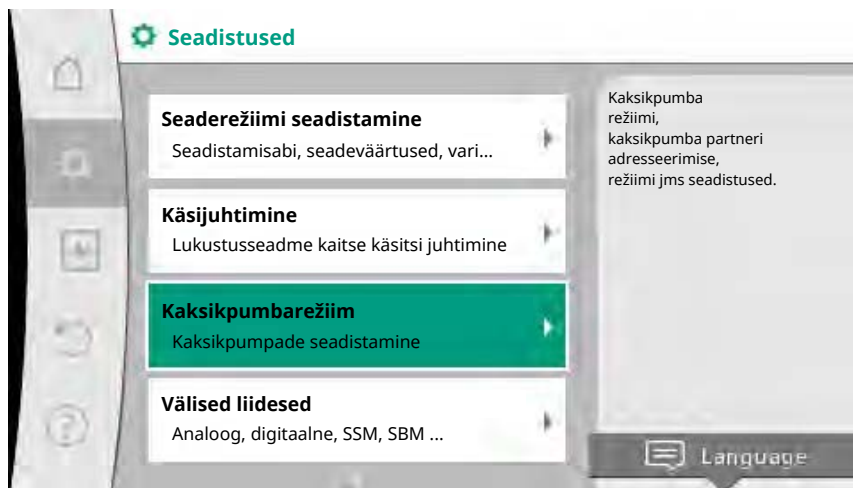 Seadistused
Seaderežiimi seadistamine
Seadistamisabi, seadeväärtused, vari...
Käsijuhtimine
Lukustusseadme kaitse käsitsi juhtimine
Kaksikpumbarežiim
Kaksikpumpade seadistamine
Välised liidesed
Analoog, digitaalne, SSM, SBM ...
Kaksikpumba
režiimi,
kaksikpumba partneri
adresseerimise,
režiimi jms seadistused.
Language